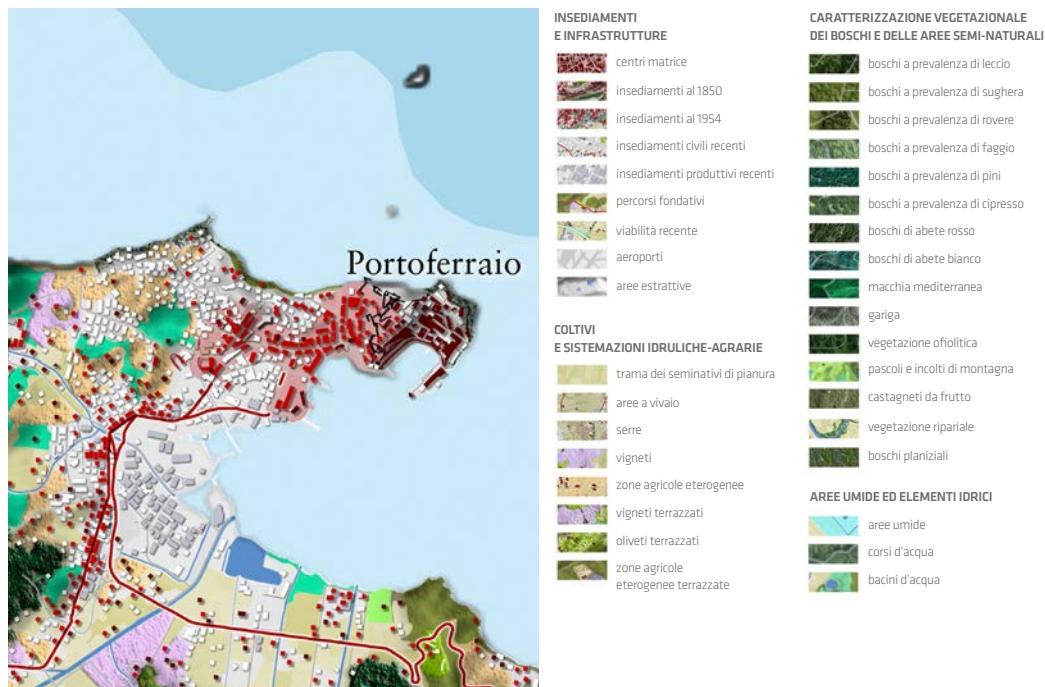 Portoferraio
INSEDIAMENTI
E INFRASTRUTTURE
centri matrice
insediamenti al 1850
insediamenti al 1954
insediamenti civili recenti
insediamenti produttivi recenti
percorsi fondativi
viabilità recente
aeroporti
aree estrattive
COLTIVI
E SISTEMAZIONI IDRULICHE-AGRARIE
trama dei seminativi di pianura
aree a vivaio
serre
vigneti
zone agricole eterogenee
vigneti terrazzati
oliveti terrazzati
zone agricole
eterogenee terrazzate
CARATTERIZZAZIONE VEGETAZIONALE
DEI BOSCHI E DELLE AREE SEMI-NATURALI
boschi a prevalenza di leccio
boschi a prevalenza di sughera
boschi a prevalenza di rovere
boschi a prevalenza di faggio
boschi a prevalenza di pini
boschi a prevalenza di cipresso
boschi di abete rosso
boschi di abete bianco
macchia mediterranea
gariga
vegetazione ofiolitica
pascoli e incolti di montagna
castagneti da frutto
vegetazione ripariale
boschi planiziali
AREE UMIDE ED ELEMENTI IDRICI
aree umide
corsi d'acqua
bacini d'acqua